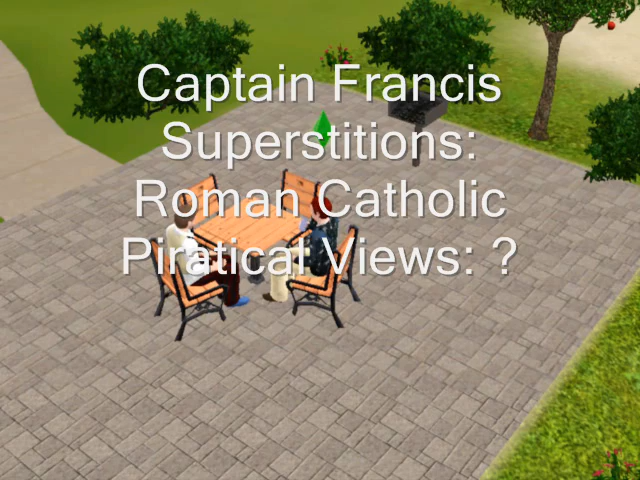 Captain Francis
Superstitions:
Roman Catholic
Piratical Views: ?